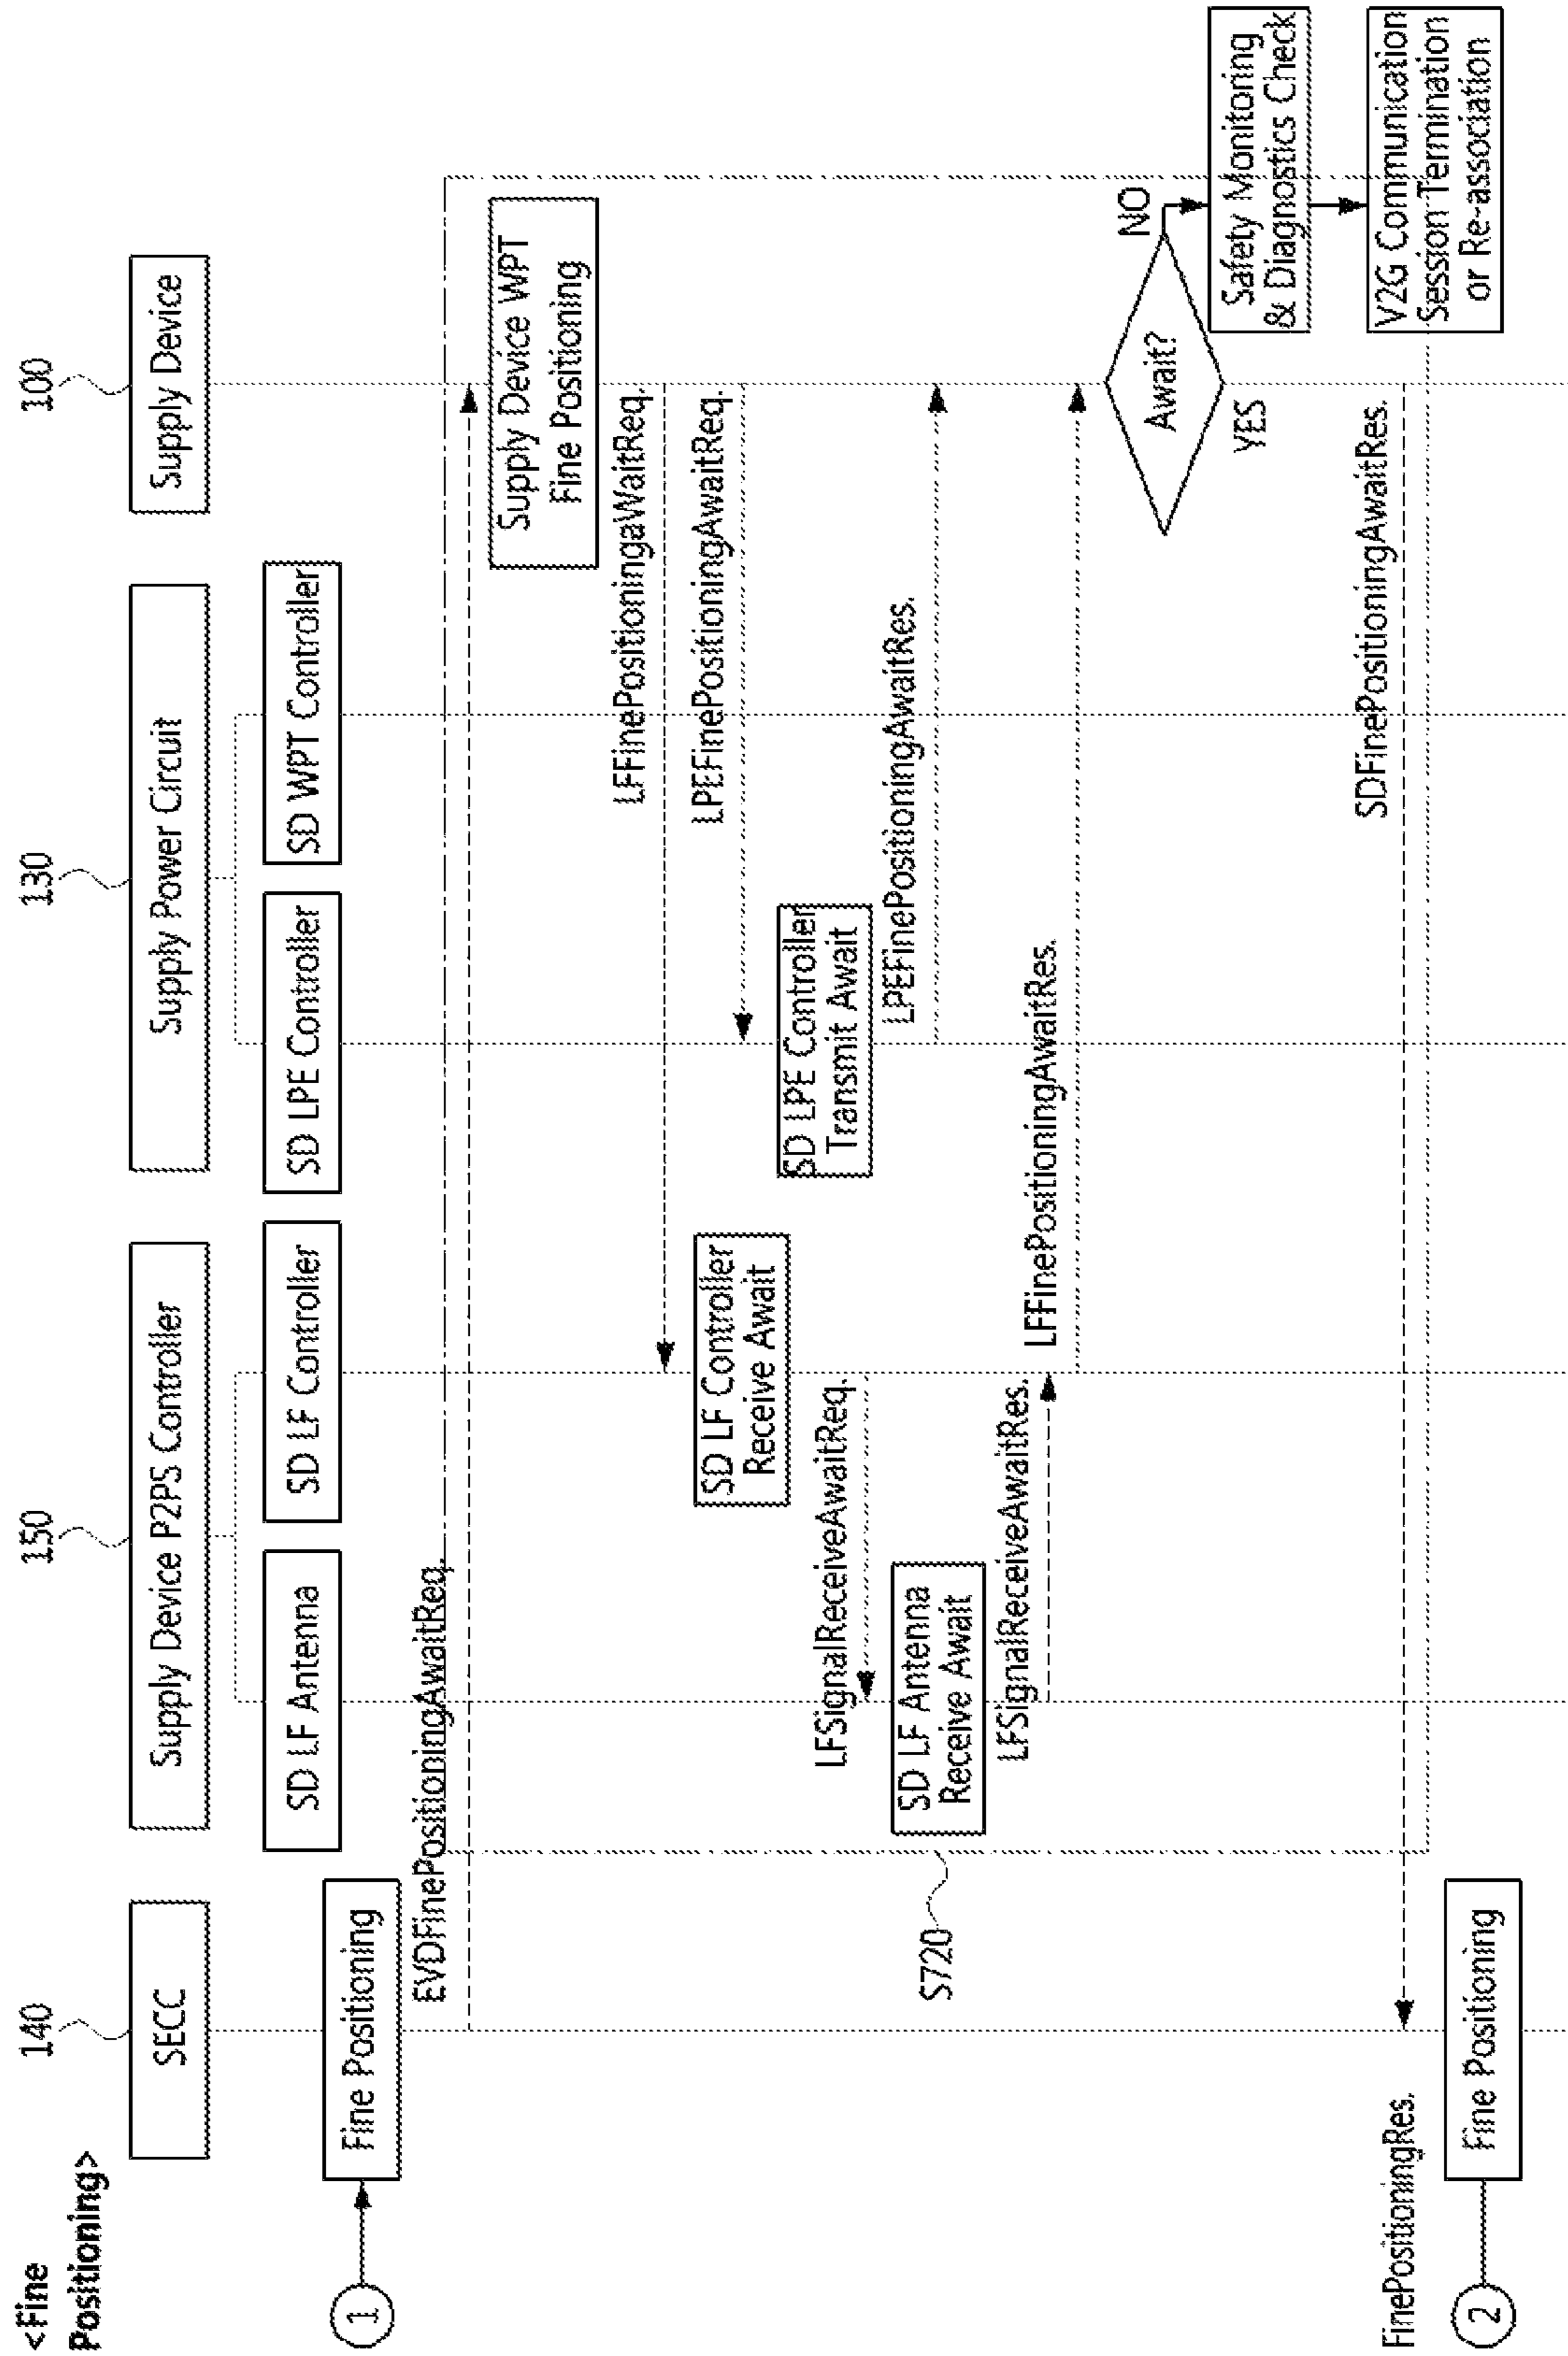 <Fine
Positioning>
140
150
130
100
SECC
Supply Device P2PS Controller
Supply Power Circuit
Supply Device
SD LF Antenna
SD LF Controller
SD LPE Controller
SD WPT Controller
1
Fine Positioning
EVDFinePositioningAwaitReq.
Supply Device WPT
Fine Positioning
LFFinePositioningaWaitReq.
LPEFinePositioningAwaitReq.
SD LF Controller
Receive Await
SD LPE Controller
Transmit Await
LFSignalReceiveAwaitReq.
LPEFinePositioningAwaitRes.
SD LF Antenna
Receive Await
S720
LFSignalReceiveAwaitRes.
LFFinePositioningAwaitRes.
Await?
NO
YES
Safety Monitoring
& Diagnostics Check
V2G Communication
Session Termination
or Re-association
SDFinePositioningAwaitRes.
FinePositioningRes.
2
Fine Positioning